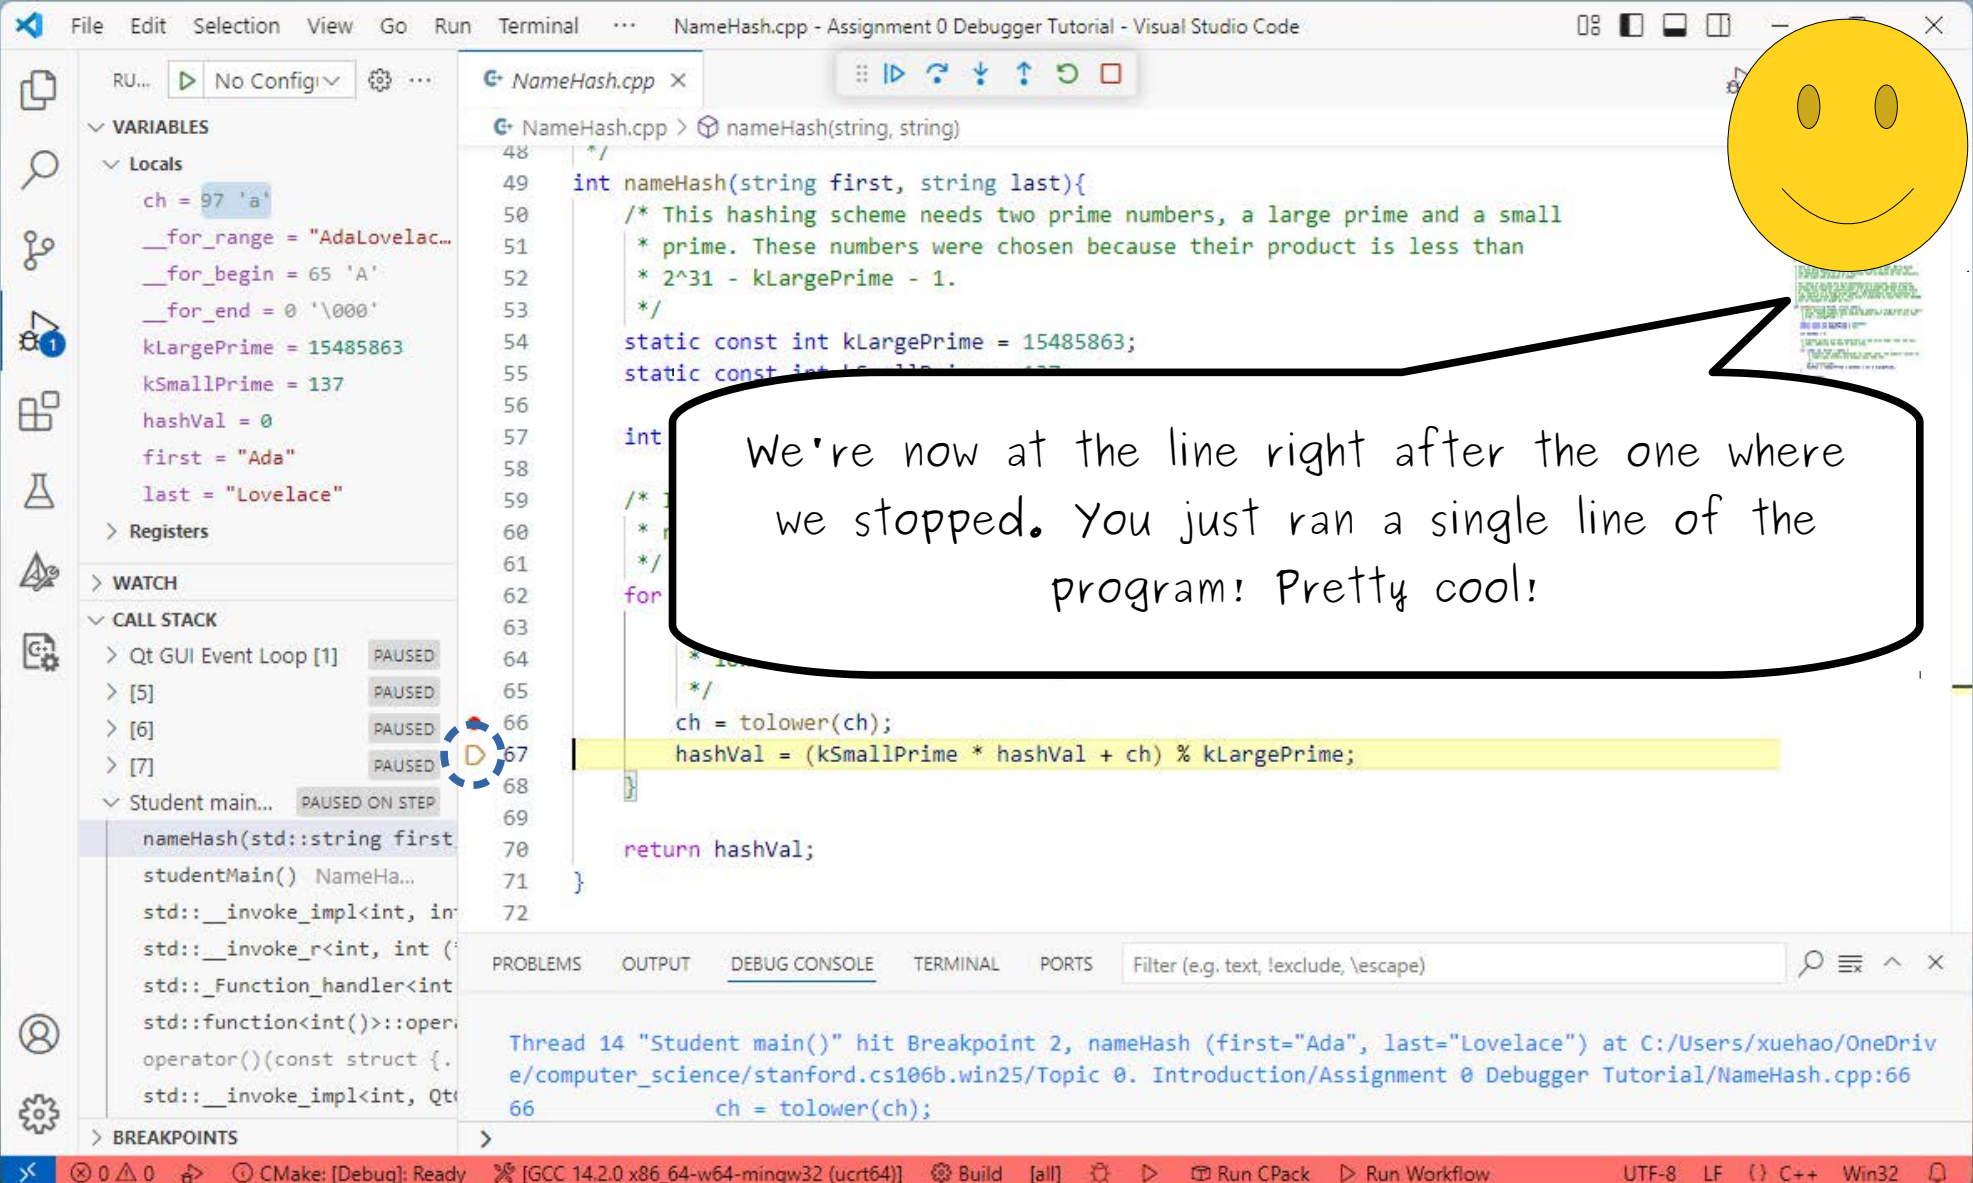 File Edit Selection View Go Run Terminal ··· NameHash.cpp - Assignment 0 Debugger Tutorial - Visual Studio Code
RU... No Config ···
NameHash.cpp
NameHash.cpp > nameHash(string, string)
VARIABLES
Locals
ch = 97 'a'
__for_range = "AdaLovelac…
__for_begin = 65 'A'
__for_end = 0 '\000'
kLargePrime = 15485863
kSmallPrime = 137
hashVal = 0
first = "Ada"
last = "Lovelace"
Registers
WATCH
CALL STACK
Qt GUI Event Loop [1] PAUSED
[5] PAUSED
[6] PAUSED
[7] PAUSED
Student main... PAUSED ON STEP
nameHash(std::string first
studentMain() NameHa...
std::__invoke_impl<int, in
std::__invoke_r<int, int (
std::_Function_handler<int
std::function<int()>::oper
operator()(const struct {.
std::__invoke_impl<int, Qt
BREAKPOINTS
1
48 */
49 int nameHash(string first, string last){
50 /* This hashing scheme needs two prime numbers, a large prime and a small
51 * prime. These numbers were chosen because their product is less than
52 * 2^31 - kLargePrime - 1.
53 */
54 static const int kLargePrime = 15485863;
55 static const int kSmallPrime = 137;
56
57 int
58
59 /*
60 *
61 */
62 for
63
64 *
65 */
66 ch = tolower(ch);
67 hashVal = (kSmallPrime * hashVal + ch) % kLargePrime;
68 }
69
70 return hashVal;
71 }
72
We're now at the line right after the one where
we stopped. You just ran a single line of the
program! Pretty cool!
PROBLEMS OUTPUT DEBUG CONSOLE TERMINAL PORTS Filter (e.g. text, !exclude, \escape)
Thread 14 "Student main()" hit Breakpoint 2, nameHash (first="Ada", last="Lovelace") at C:/Users/xuehao/OneDriv
e/computer_science/stanford.cs106b.win25/Topic 0. Introduction/Assignment 0 Debugger Tutorial/NameHash.cpp:66
66 ch = tolower(ch);
>
0 0 CMake: [Debug]: Ready [GCC 14.2.0 x86_64-w64-mingw32 (ucrt64)] Build [all] Run CPack Run Workflow UTF-8 LF {} C++ Win32